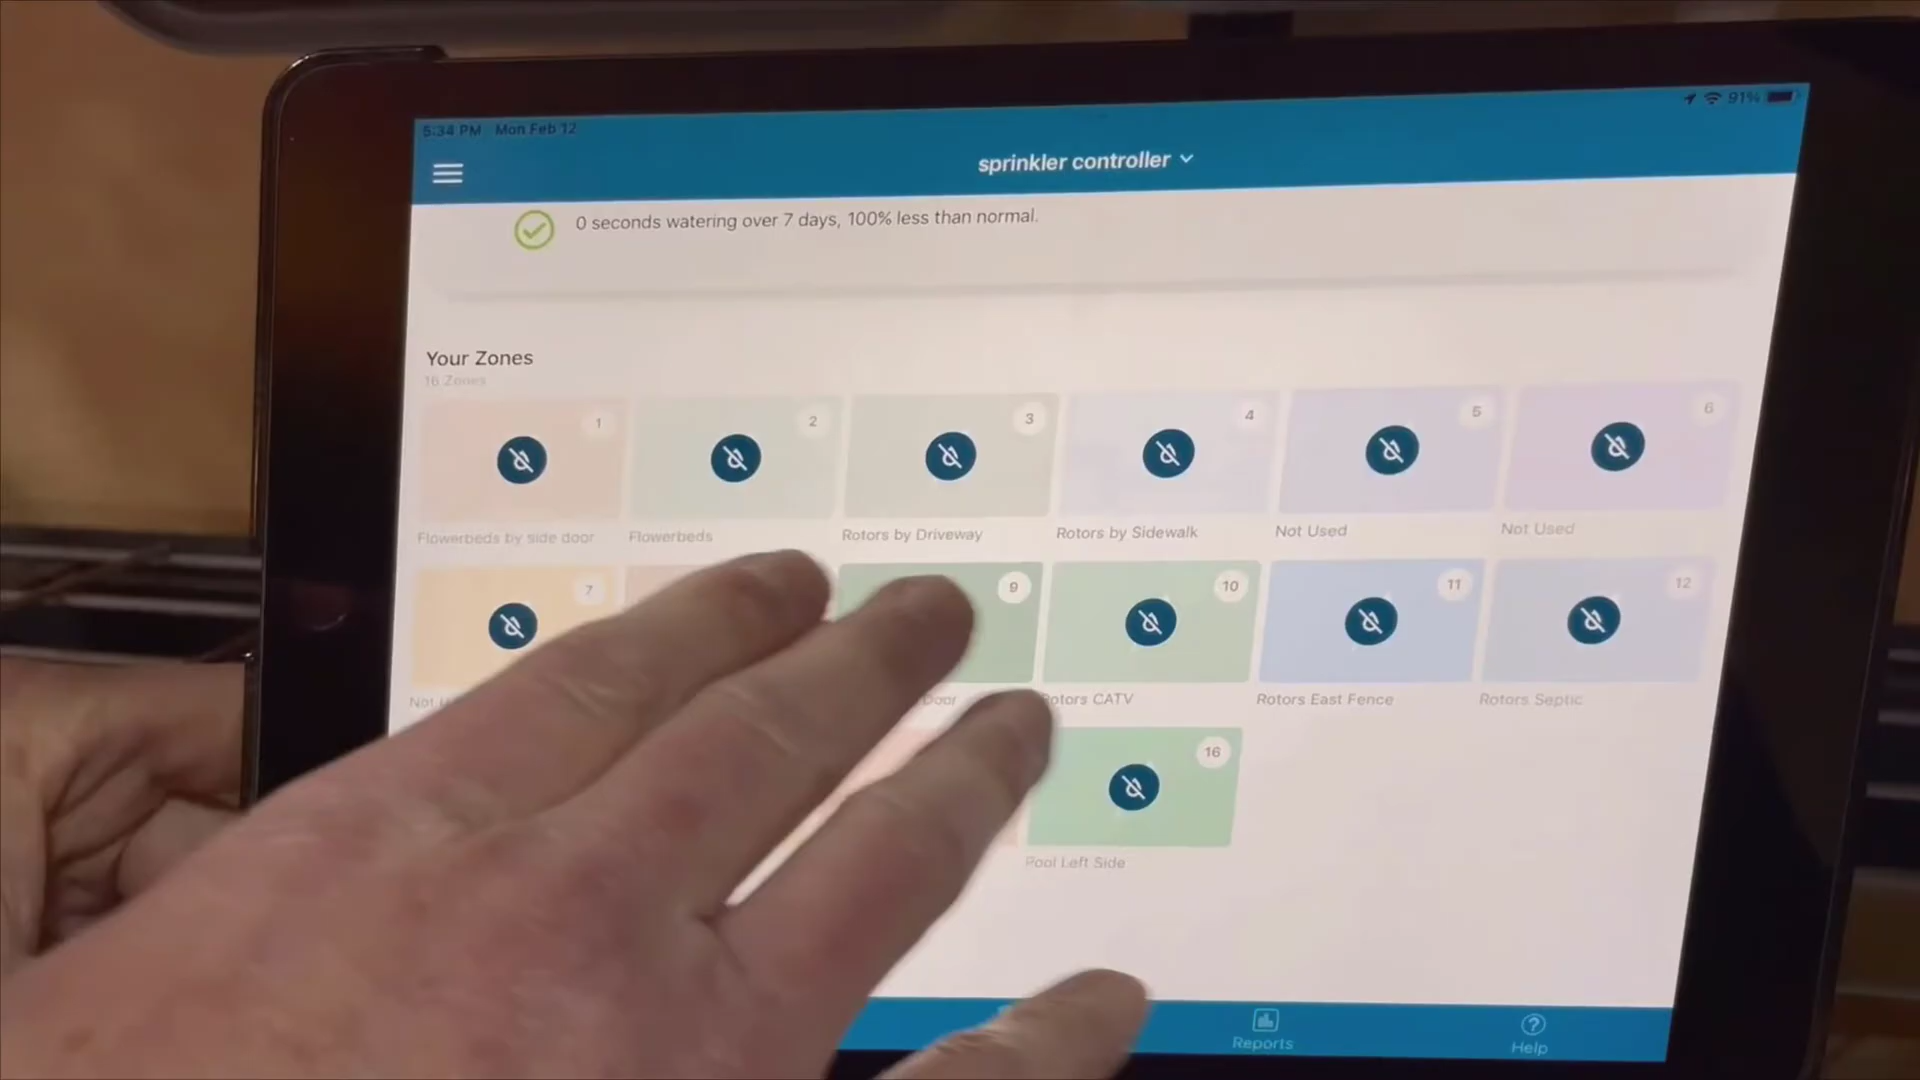 5:34 PM Mon Feb 12
91%
sprinkler controller
0 seconds watering over 7 days, 100% less than normal.
Your Zones
16 Zones
1
2
3
4
5
6
Flowerbeds by side door
Flowerbeds
Rotors by Driveway
Rotors by Sidewalk
Not Used
Not Used
7
9
10
11
12
Not
Door
Rotors CATV
Rotors East Fence
Rotors Septic
16
Pool Left Side
Reports
Help